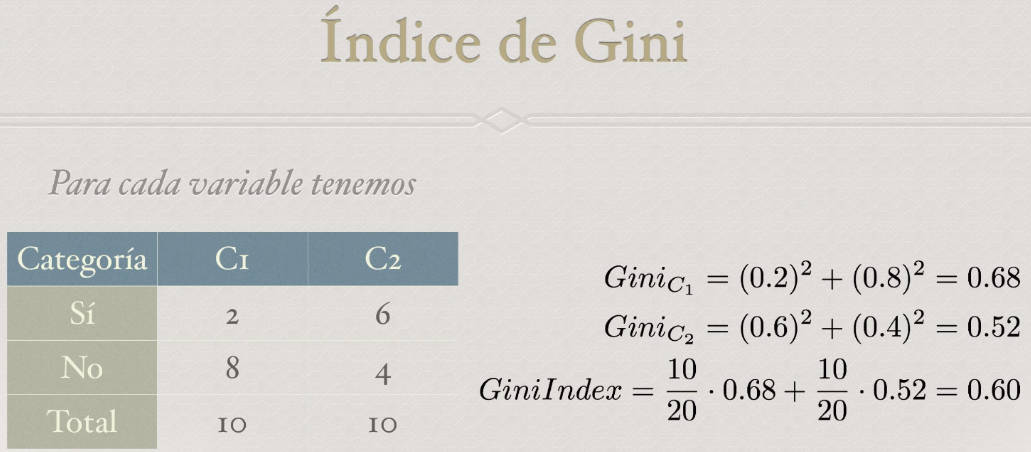 Índice de Gini
Para cada variable tenemos
Categoría C1 C2
Sí 2 6
No 8 4
Total 10 10
Gini_{C_1} = (0.2)^2 + (0.8)^2 = 0.68
Gini_{C_2} = (0.6)^2 + (0.4)^2 = 0.52
GiniIndex = \frac{10}{20} · 0.68 + \frac{10}{20} · 0.52 = 0.60